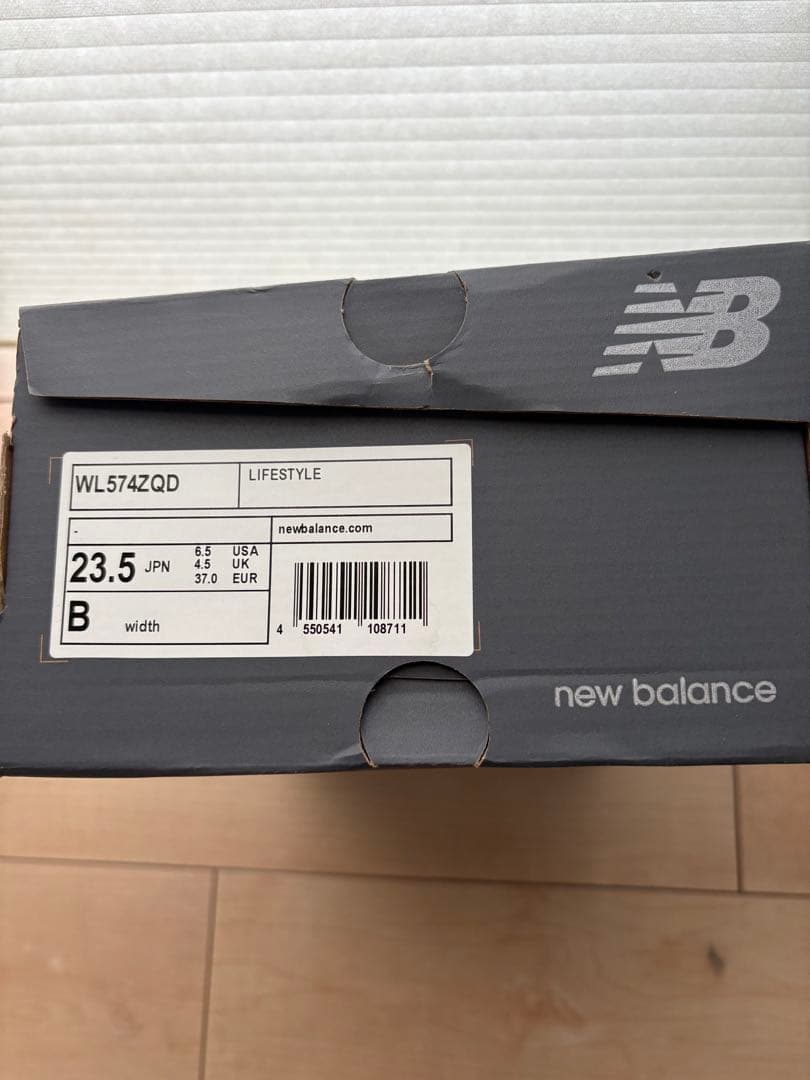 NB
WL574ZQD
LIFESTYLE
-
newbalance.com
23.5 JPN
6.5 USA
4.5 UK
37.0 EUR
B width
4 550541 108711
new balance